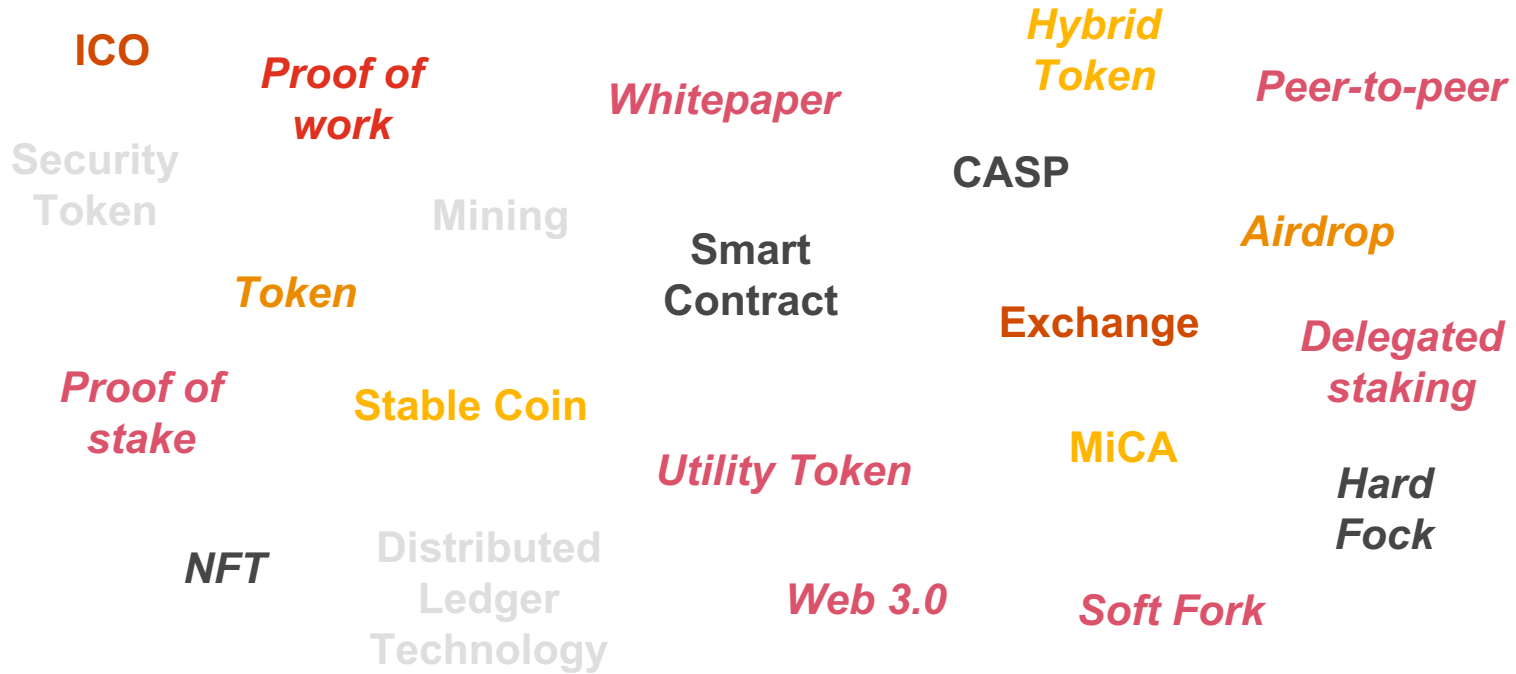 ICO
Proof of
work
Whitepaper
Hybrid
Token
Peer-to-peer
Security
Token
Mining
CASP
Smart
Contract
Airdrop
Token
Exchange
Delegated
staking
Proof of
stake
Stable Coin
MiCA
Utility Token
Hard
Fock
NFT
Distributed
Ledger
Technology
Web 3.0
Soft Fork